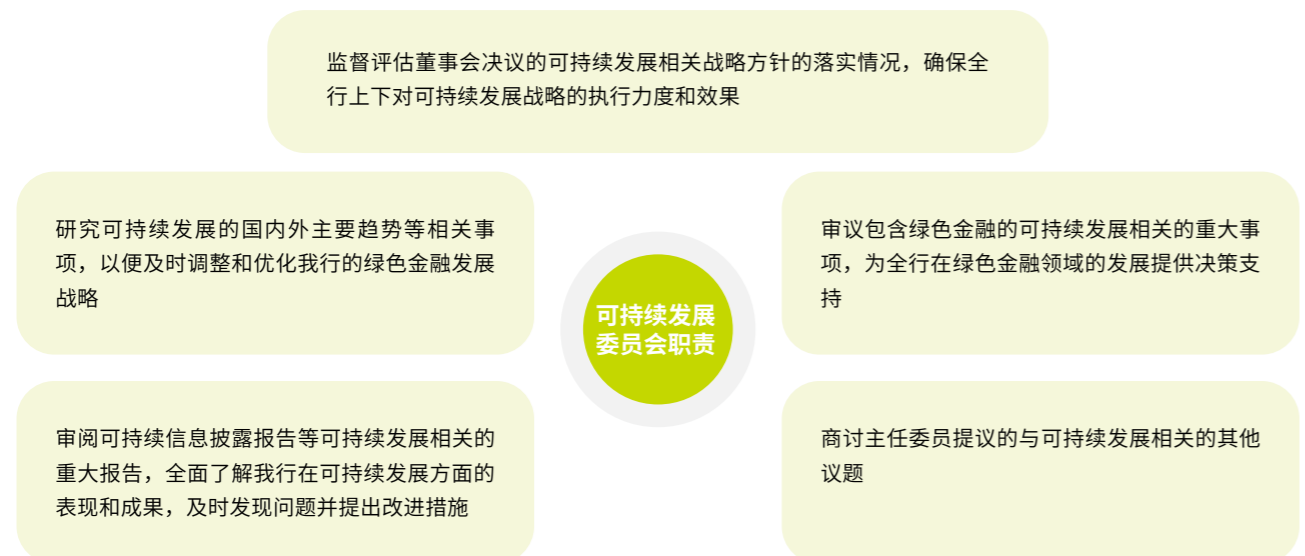 监督评估董事会决议的可持续发展相关战略方针的落实情况，确保全
行上下对可持续发展战略的执行力度和效果
研究可持续发展的国内外主要趋势等相关事
项，以便及时调整和优化我行的绿色金融发展
战略
审议包含绿色金融的可持续发展相关的重大事
项，为全行在绿色金融领域的发展提供决策支
持
可持续发展
委员会职责
审阅可持续信息披露报告等可持续发展相关的
重大报告，全面了解我行在可持续发展方面的
表现和成果，及时发现问题并提出改进措施
商讨主任委员提议的与可持续发展相关的其他
议题